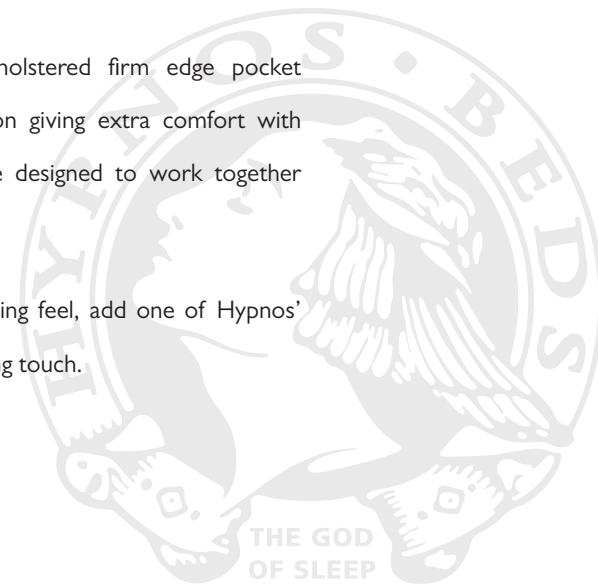 holstered firm edge pocket
on giving extra comfort with
e designed to work together
ing feel, add one of Hypnos'
ng touch.
HYPNOS • BEDS
THE GOD
OF SLEEP